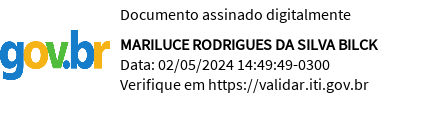 Documento assinado digitalmente
gov.br
MARILUCE RODRIGUES DA SILVA BILCK
Data: 02/05/2024 14:49:49-0300
Verifique em https://validar.iti.gov.br